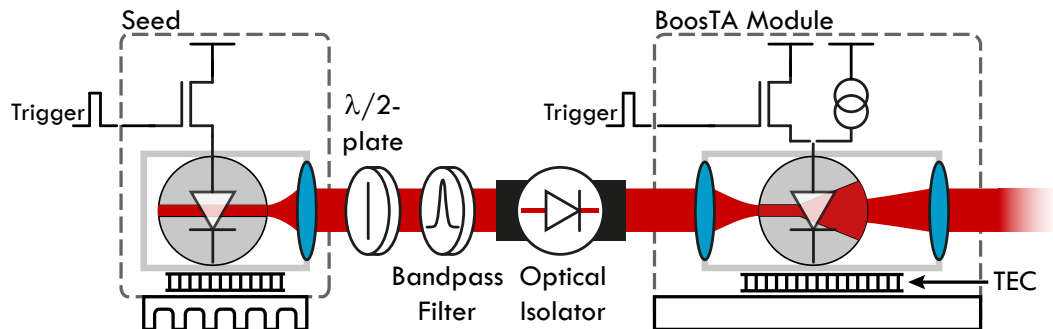 Seed
BoosTA Module
Trigger
λ/2-
plate
Trigger
Bandpass
Filter
Optical
Isolator
TEC